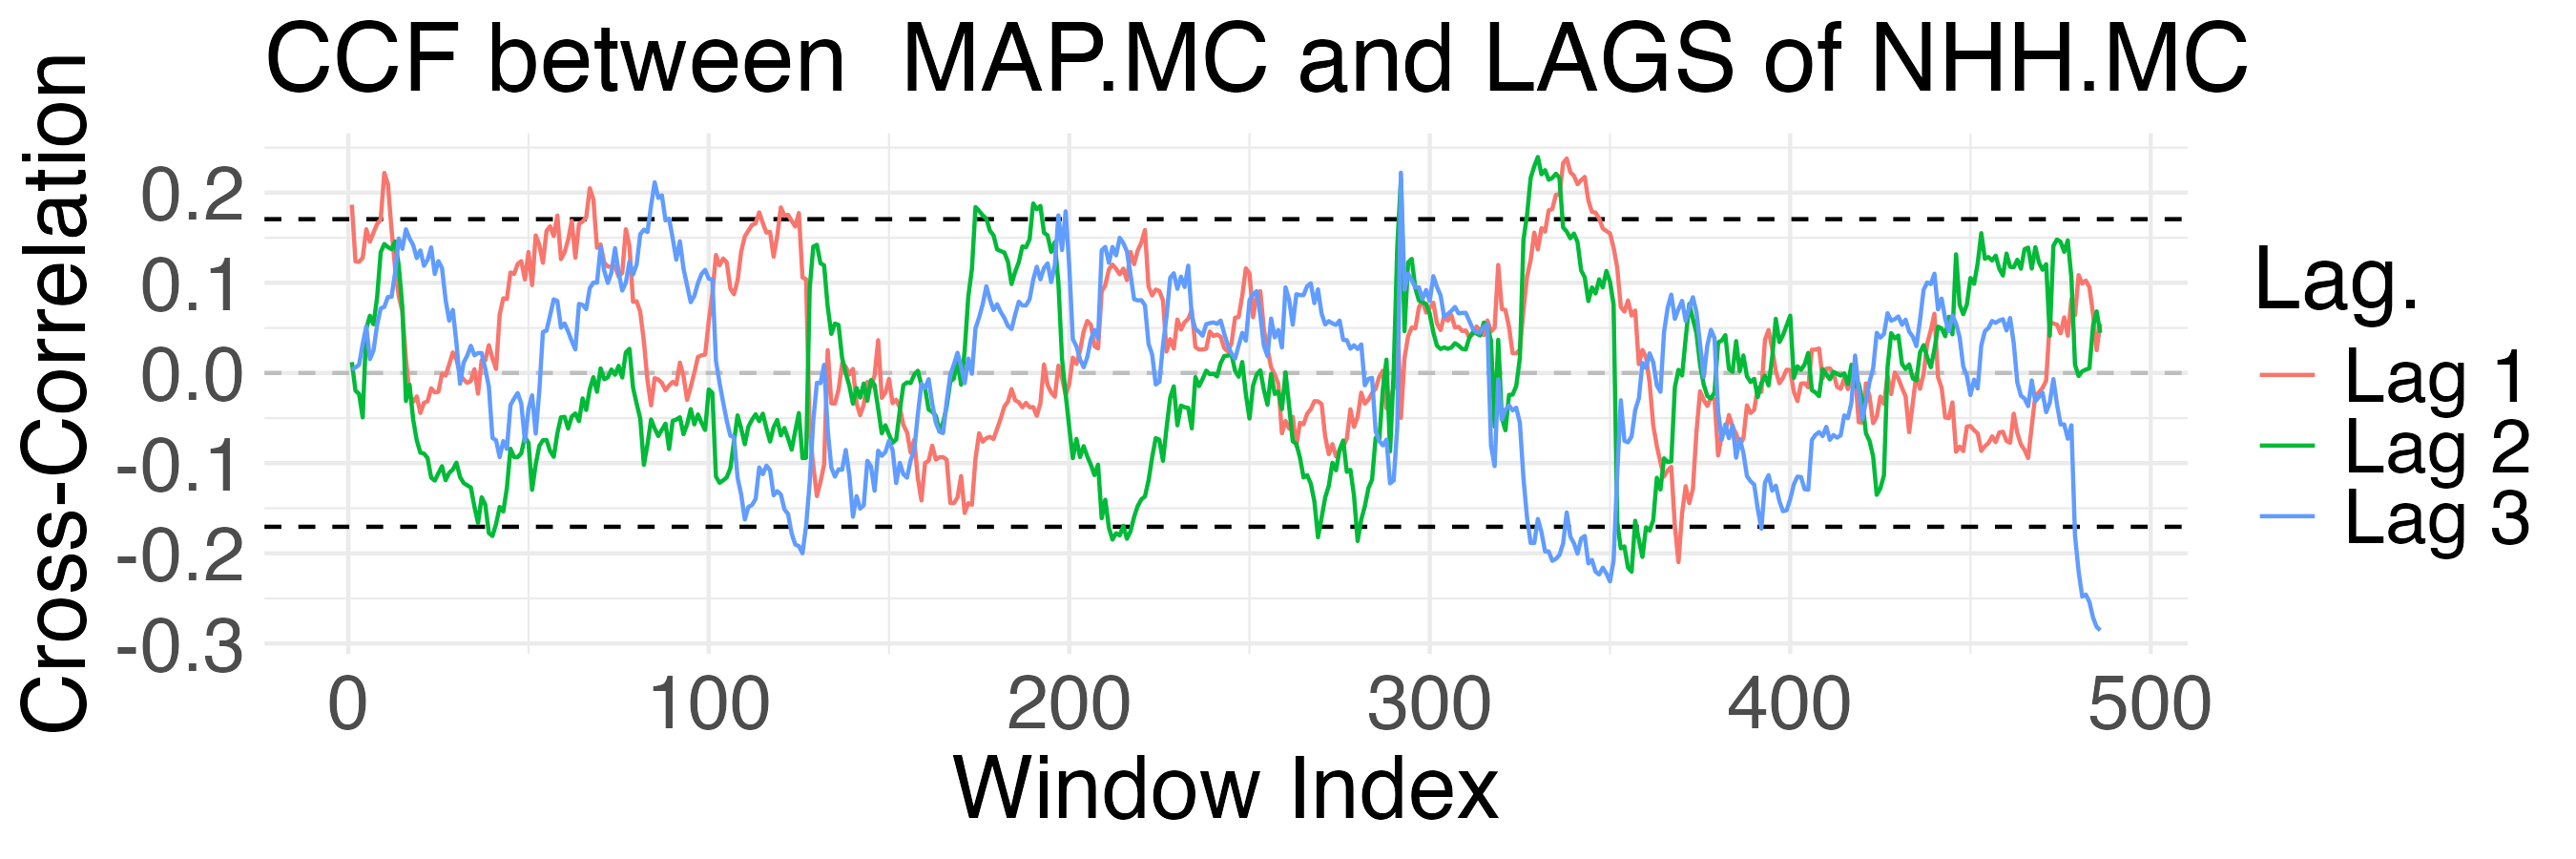 CCF between  MAP.MC and LAGS of NHH.MC
Cross-Correlation
0.2
0.1
0.0
-0.1
-0.2
-0.3
0 100 200 300 400 500
Window Index
Lag.
Lag 1
Lag 2
Lag 3